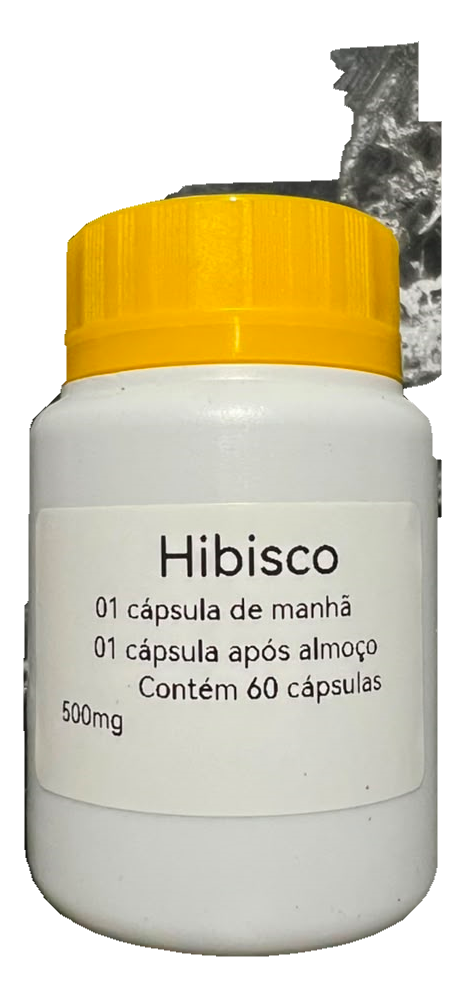 Hibisco
01 cápsula de manhã
01 cápsula após almoço
Contém 60 cápsulas
500mg